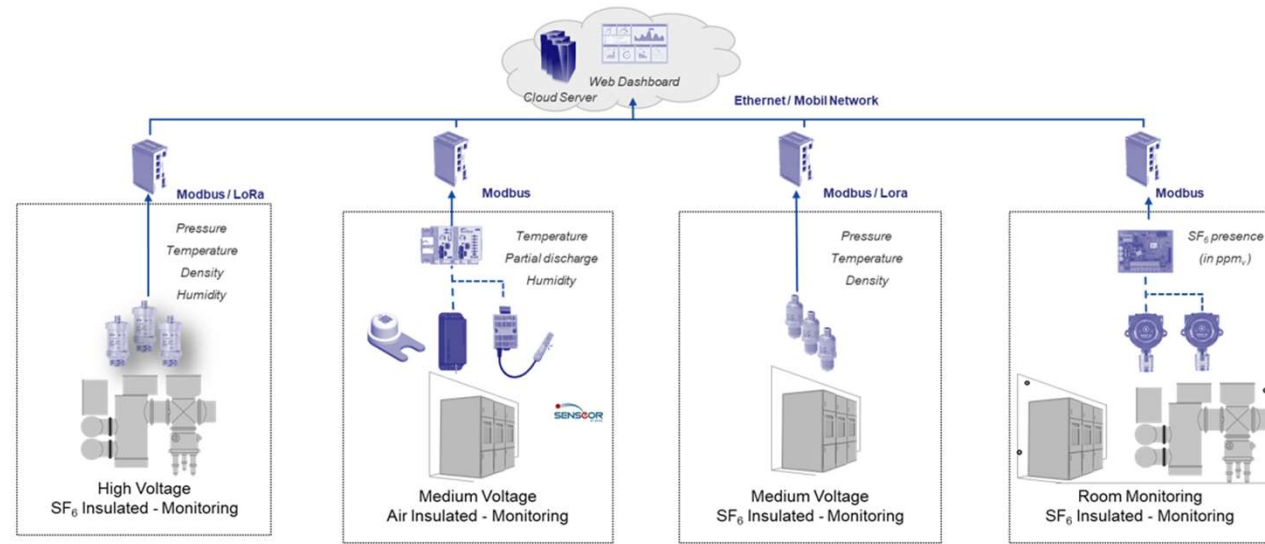 Web Dashboard
Cloud Server
Ethernet / Mobil Network
Modbus / LoRa
Pressure
Temperature
Density
Humidity
High Voltage
SF₆ Insulated - Monitoring
Modbus
Temperature
Partial discharge
Humidity
SENSeOR
Medium Voltage
Air Insulated - Monitoring
Modbus / Lora
Pressure
Temperature
Density
Medium Voltage
SF₆ Insulated - Monitoring
Modbus
SF₆ presence
(in ppmᵥ)
Room Monitoring
SF₆ Insulated - Monitoring